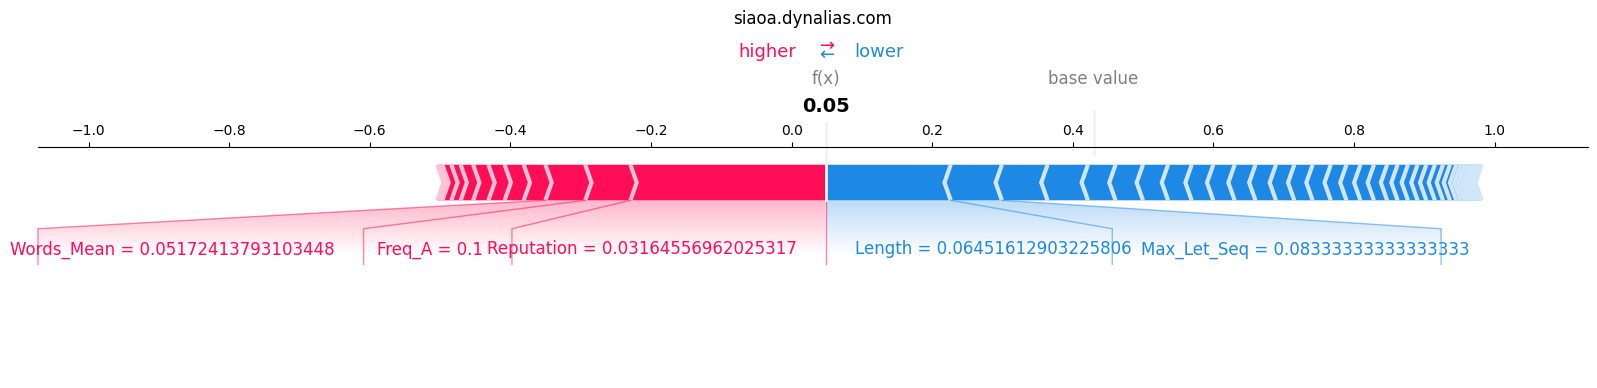 siaoa.dynalias.com
higher ⇄ lower
f(x) base value
0.05
−1.0 −0.8 −0.6 −0.4 −0.2 0.0 0.2 0.4 0.6 0.8 1.0
Words_Mean = 0.05172413793103448 Freq_A = 0.1 Reputation = 0.03164556962025317 Length = 0.06451612903225806 Max_Let_Seq = 0.08333333333333333